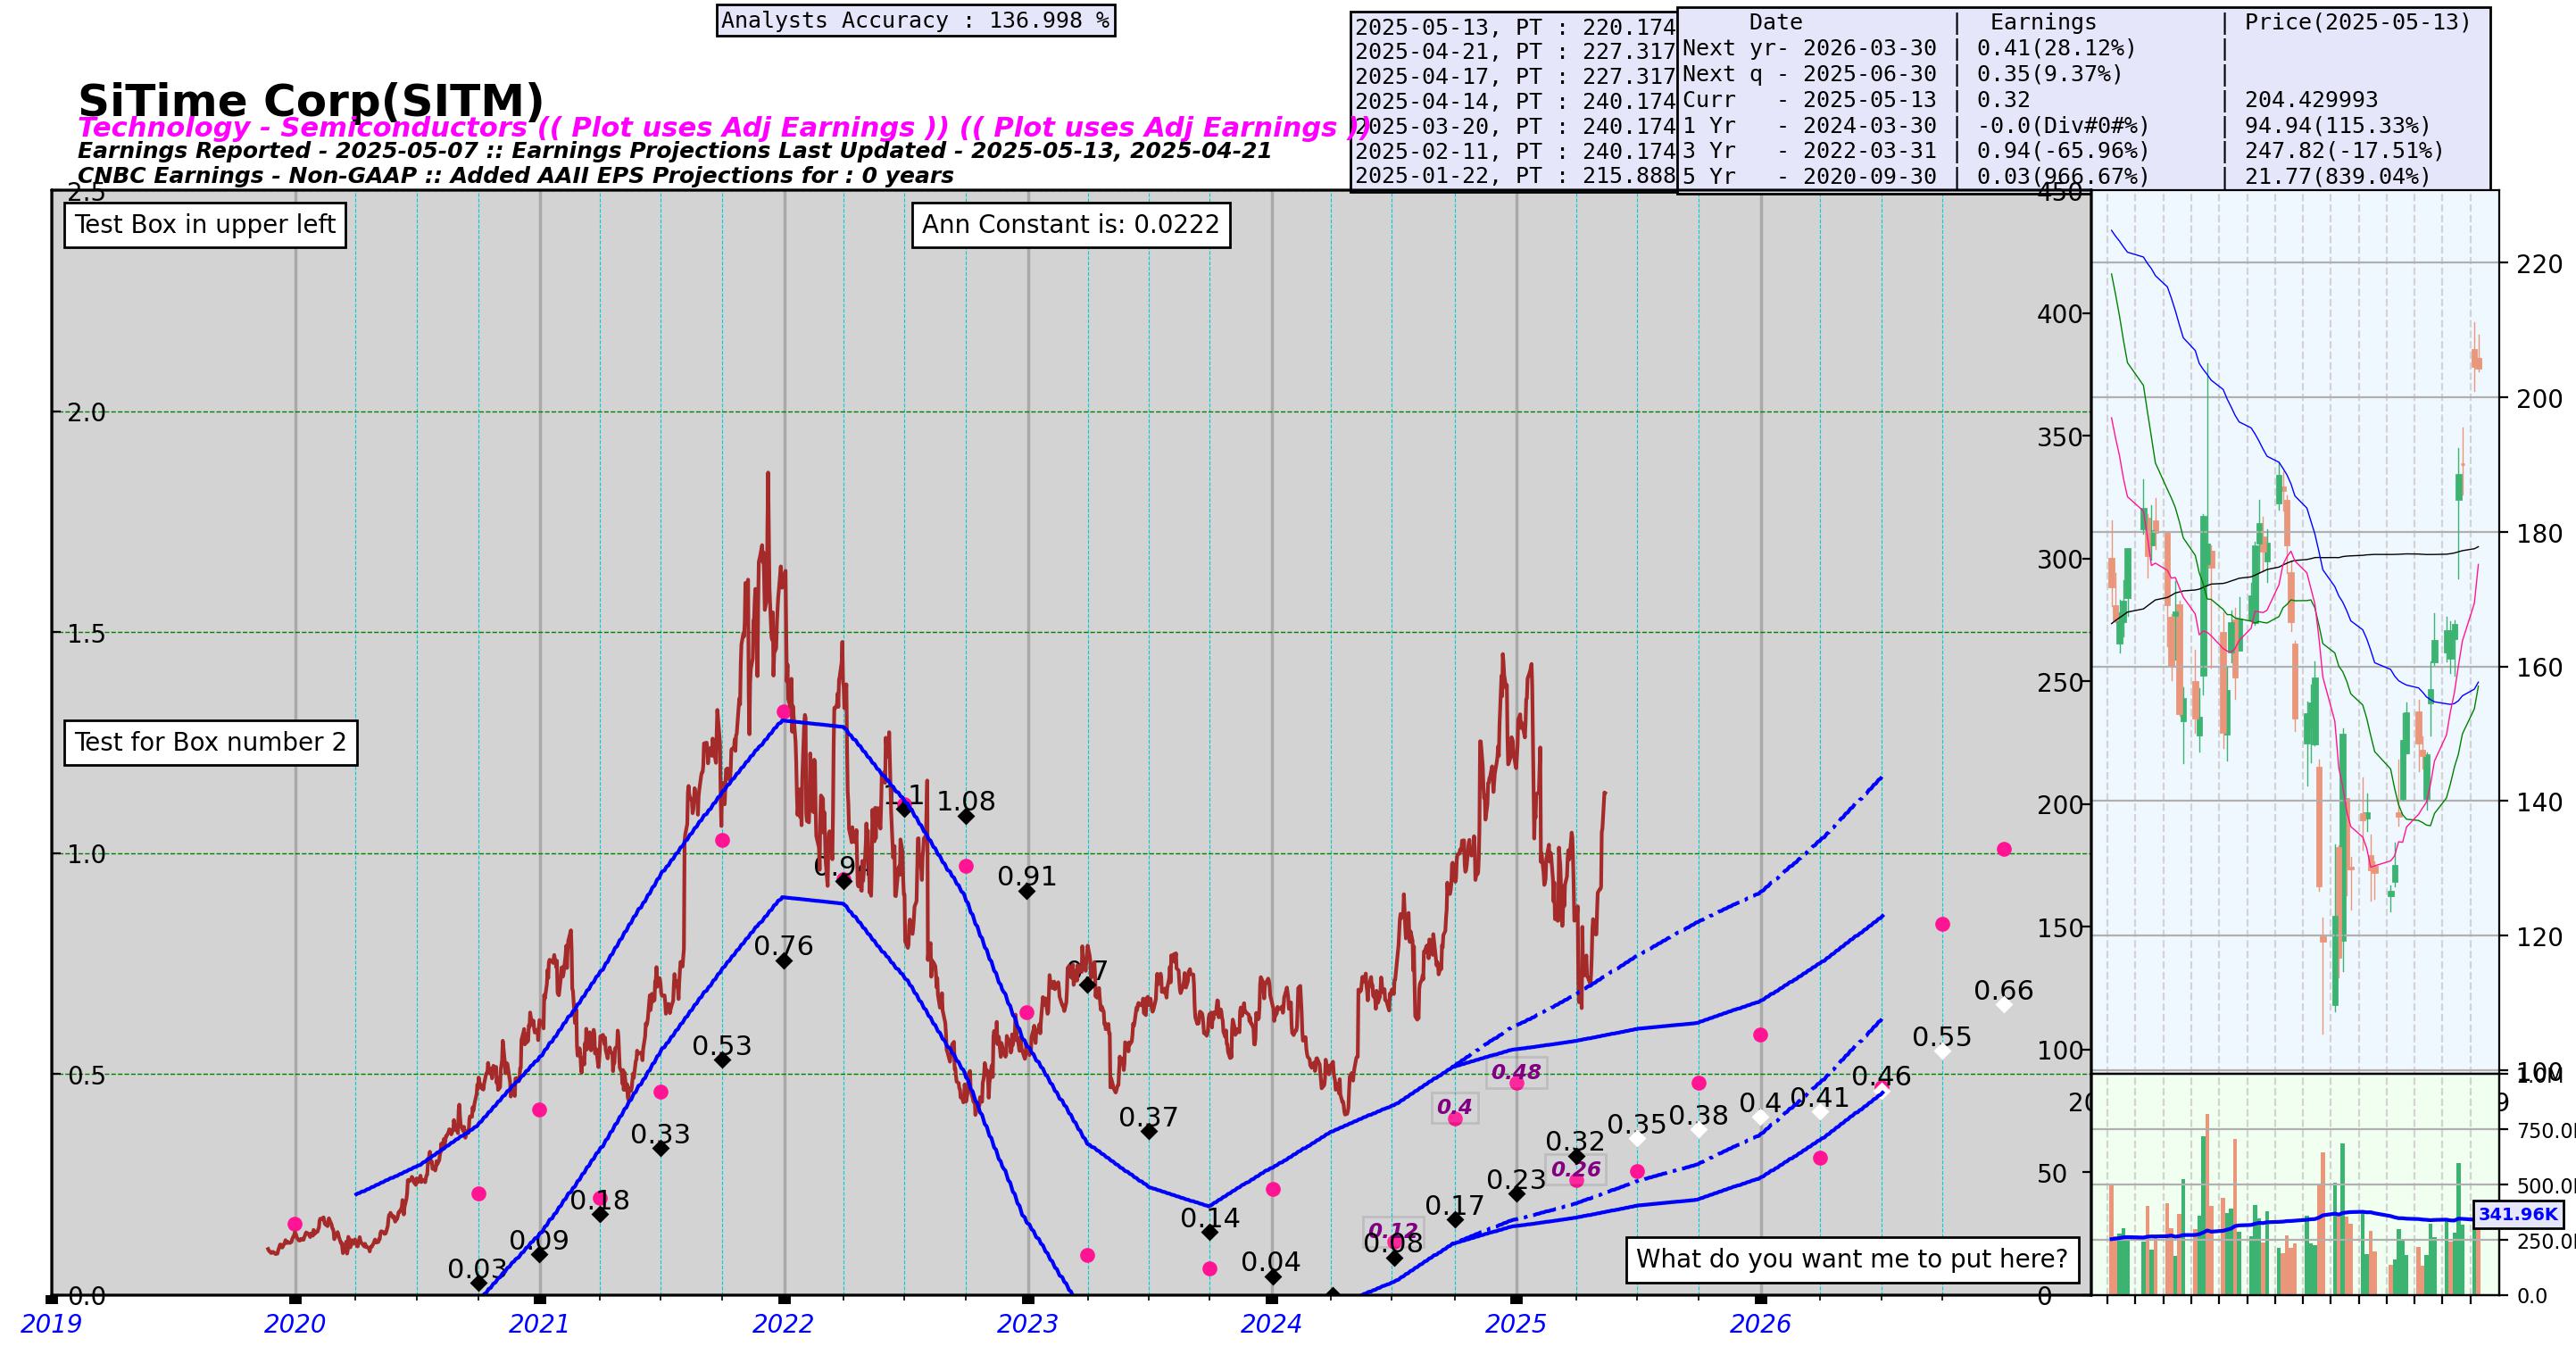 Analysts Accuracy : 136.998 %
2025-05-13, PT : 220.174
2025-04-21, PT : 227.317
2025-04-17, PT : 227.317
2025-04-14, PT : 240.174
2025-03-20, PT : 240.174
2025-02-11, PT : 240.174
2025-01-22, PT : 215.888
Date | Earnings | Price(2025-05-13)
Next yr- 2026-03-30 | 0.41(28.12%) |
Next q - 2025-06-30 | 0.35(9.37%) |
Curr - 2025-05-13 | 0.32 | 204.429993
1 Yr - 2024-03-30 | -0.0(Div#0#%) | 94.94(115.33%)
3 Yr - 2022-03-31 | 0.94(-65.96%) | 247.82(-17.51%)
5 Yr - 2020-09-30 | 0.03(966.67%) | 21.77(839.04%)
SiTime Corp(SITM)
Technology - Semiconductors (( Plot uses Adj Earnings )) (( Plot uses Adj Earnings ))
Earnings Reported - 2025-05-07 :: Earnings Projections Last Updated - 2025-05-13, 2025-04-21
CNBC Earnings - Non-GAAP :: Added AAII EPS Projections for : 0 years
2.5
2.0
1.5
1.0
0.5
0.0
Test Box in upper left
Ann Constant is: 0.0222
Test for Box number 2
What do you want me to put here?
0.03
0.09
0.18
0.33
0.53
0.76
0.94
1.1
1.08
0.91
0.7
0.37
0.14
0.04
0.08
0.12
0.17
0.4
0.23
0.48
0.32
0.26
0.35
0.38
0.4
0.41
0.46
0.55
0.66
450
400
350
300
250
200
150
100
50
0
220
200
180
160
140
120
100
1.0M
750.0
500.0
341.96K
250.0
0.0
2019
2020
2021
2022
2023
2024
2025
2026